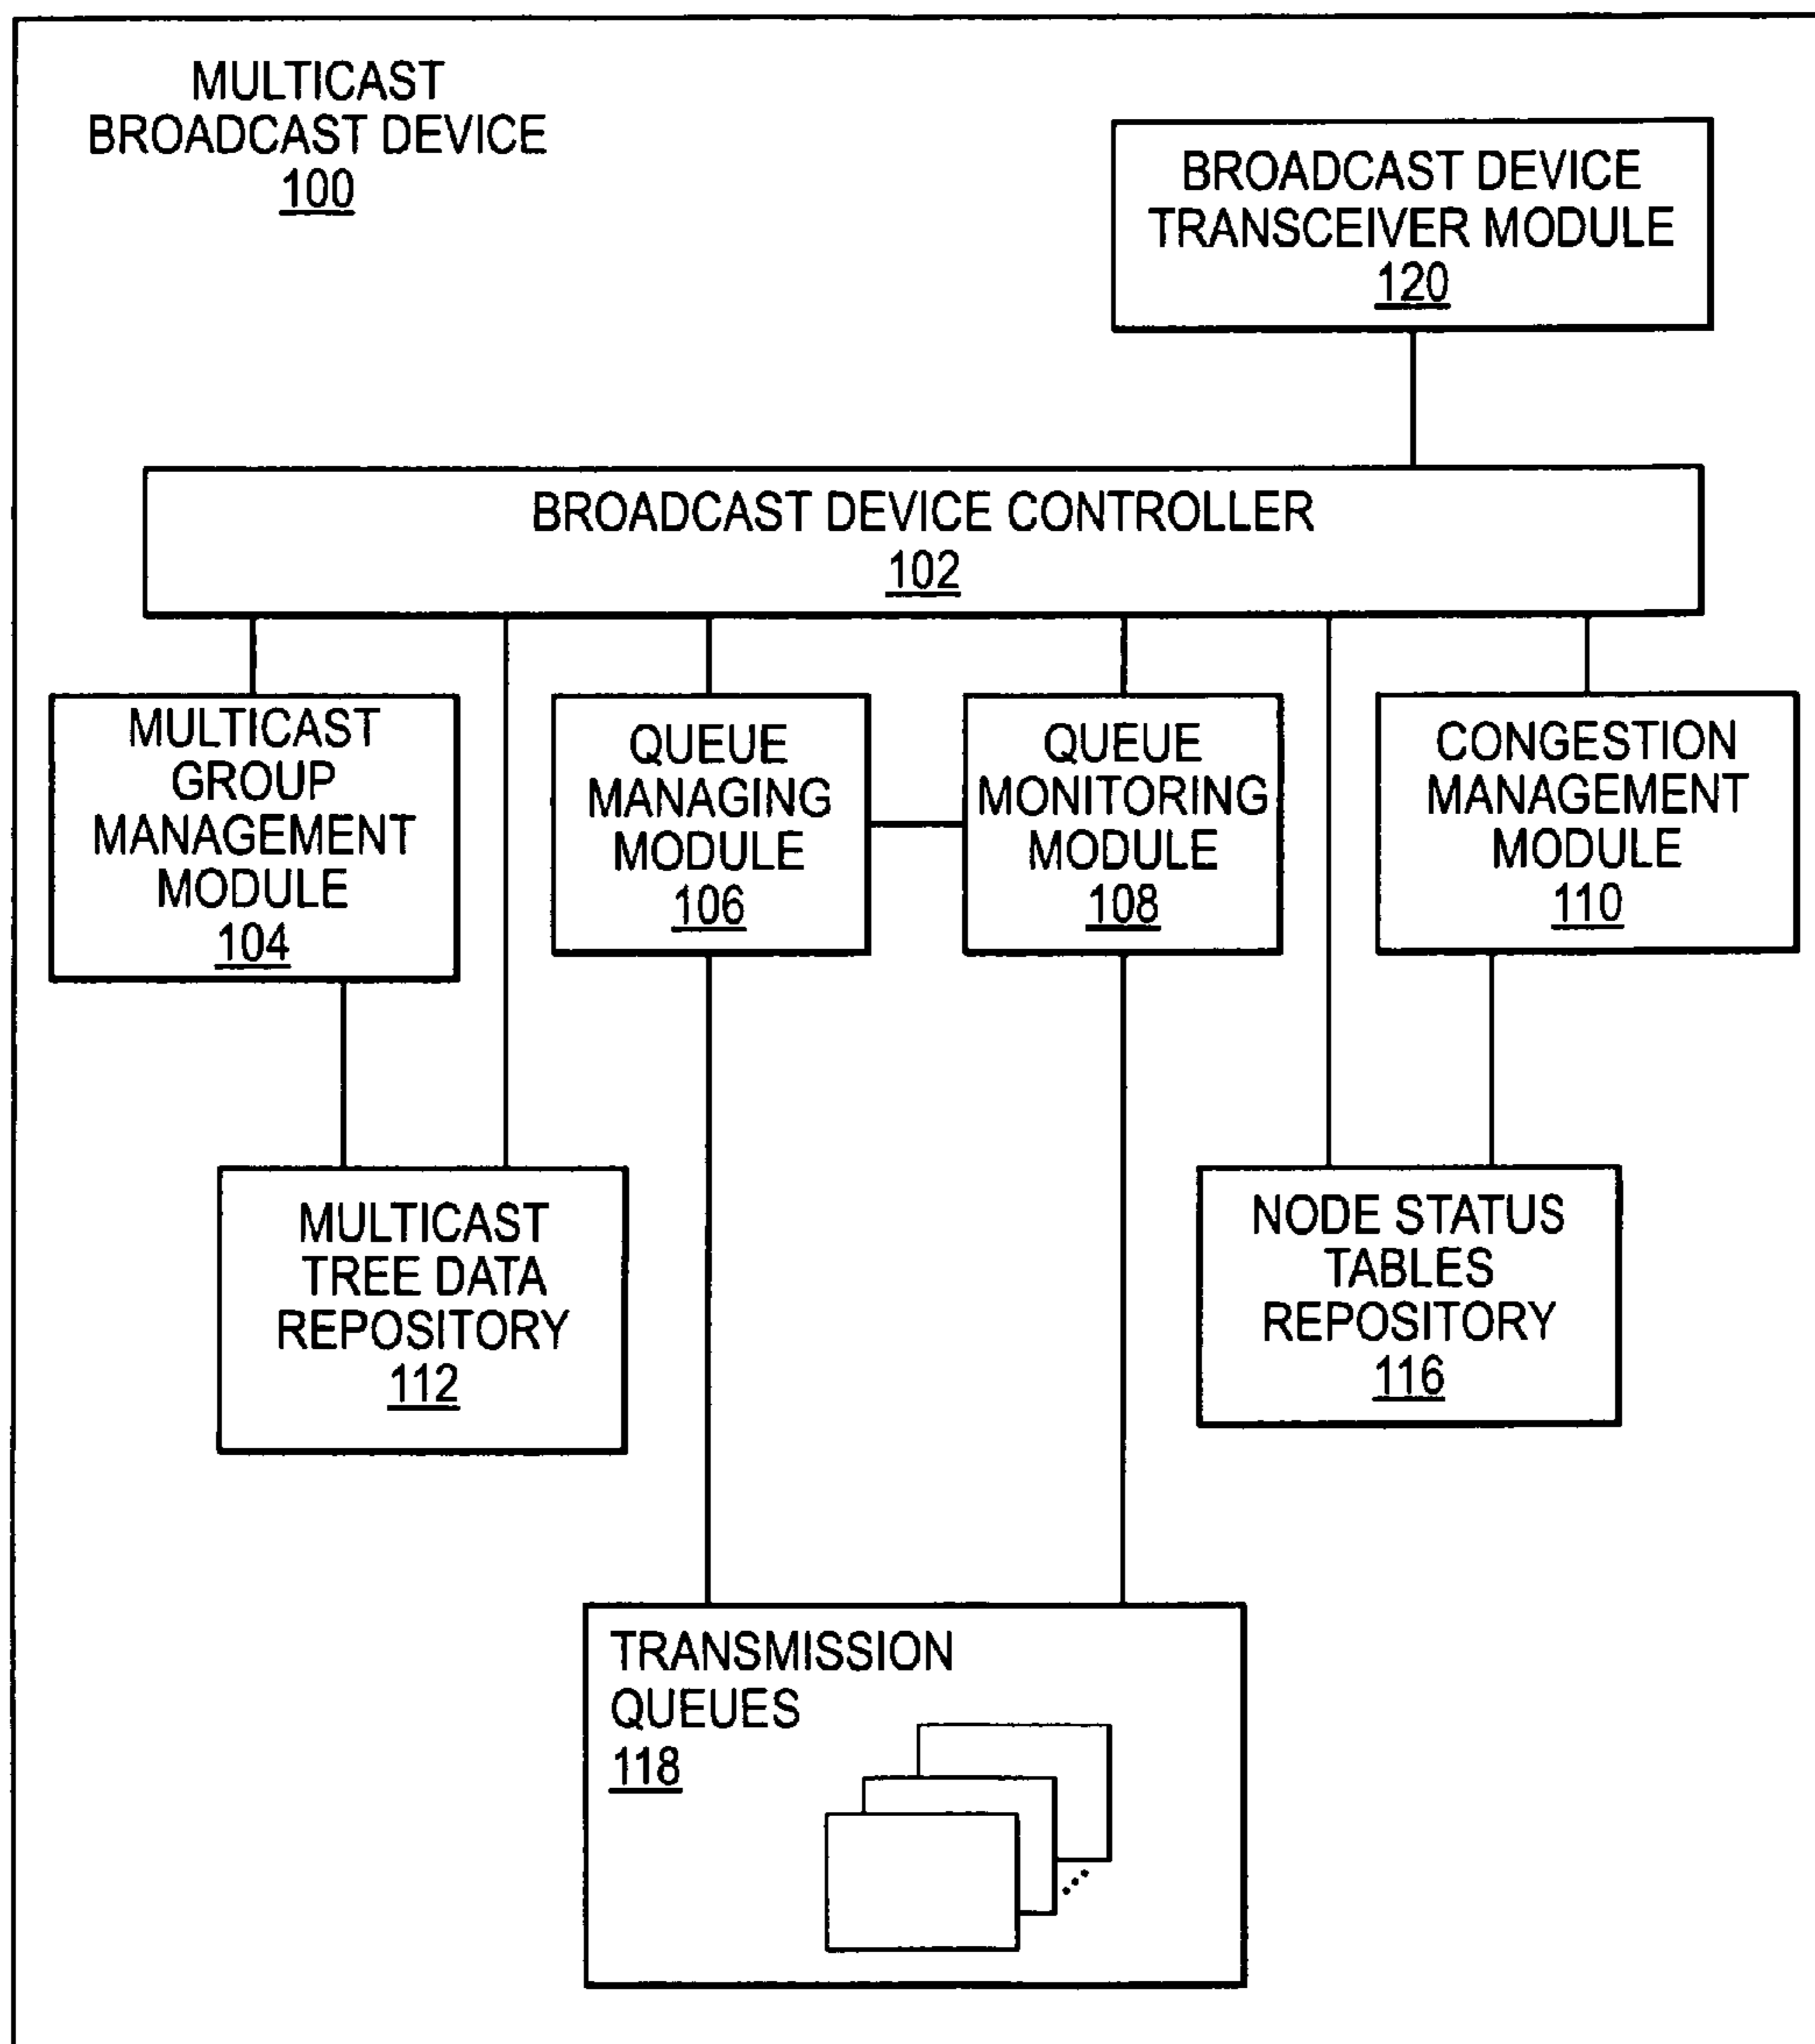 MULTICAST
BROADCAST DEVICE
100
BROADCAST DEVICE
TRANSCEIVER MODULE
120
BROADCAST DEVICE CONTROLLER
102
MULTICAST
GROUP
MANAGEMENT
MODULE
104
QUEUE
MANAGING
MODULE
106
QUEUE
MONITORING
MODULE
108
CONGESTION
MANAGEMENT
MODULE
110
MULTICAST
TREE DATA
REPOSITORY
112
NODE STATUS
TABLES
REPOSITORY
116
TRANSMISSION
QUEUES
118